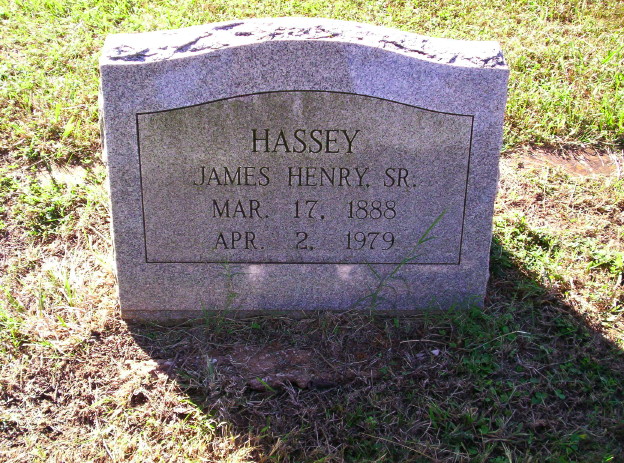 HASSEY
JAMES HENRY, SR.
MAR. 17, 1888
APR. 2, 1979